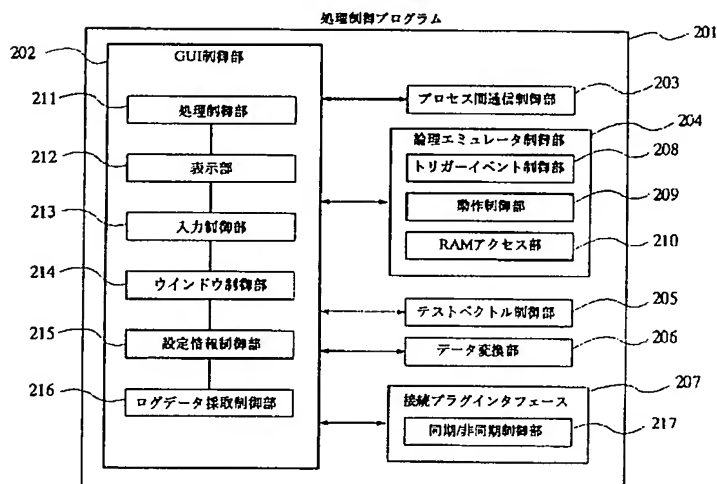 処理制御プログラム
201
202
GUI制御部
211
処理制御部
212
表示部
213
入力制御部
214
ウインドウ制御部
215
設定情報制御部
216
ログデータ採取制御部
プロセス間通信制御部
203
204
論理エミュレータ制御部
トリガーイベント制御部
208
動作制御部
209
RAMアクセス部
210
テストベクトル制御部
205
データ変換部
206
207
接続プラグインタフェース
同期/非同期制御部
217